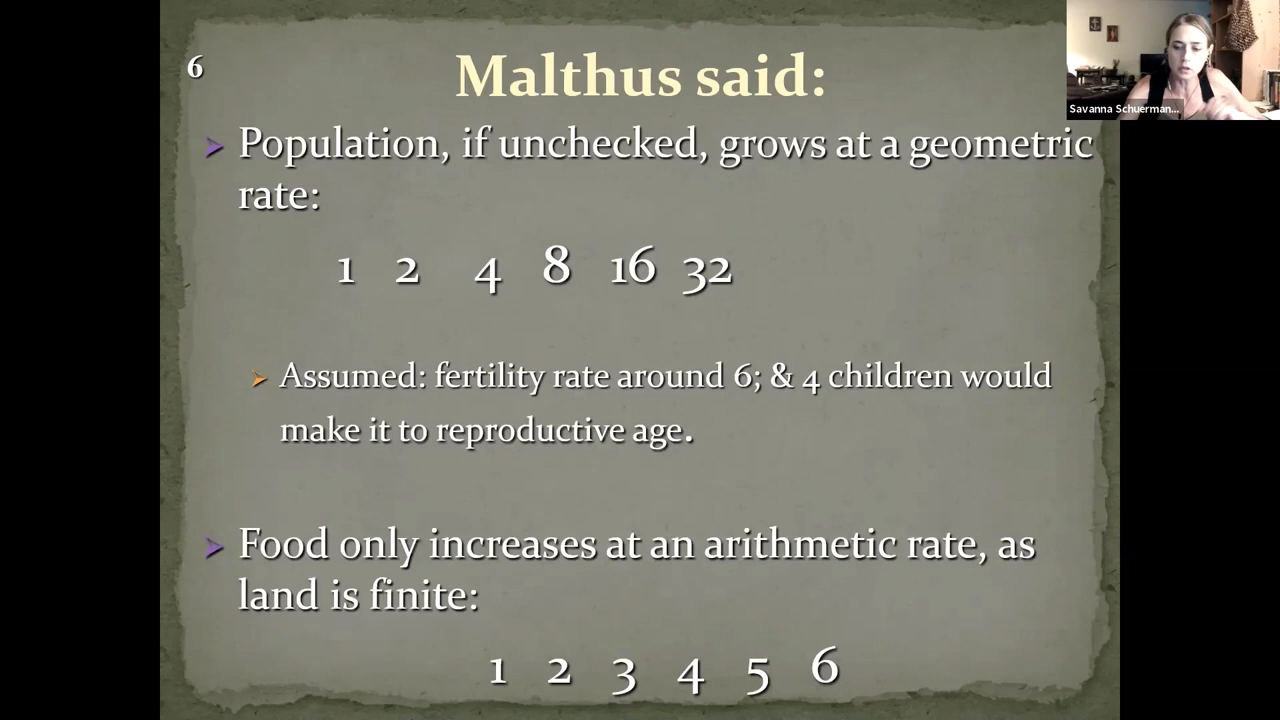 6
Malthus said:
Savanna Schuerman...
Population, if unchecked, grows at a geometric
rate:
1 2 4 8 16 32
Assumed: fertility rate around 6; & 4 children would
make it to reproductive age.
Food only increases at an arithmetic rate, as
land is finite:
1 2 3 4 5 6